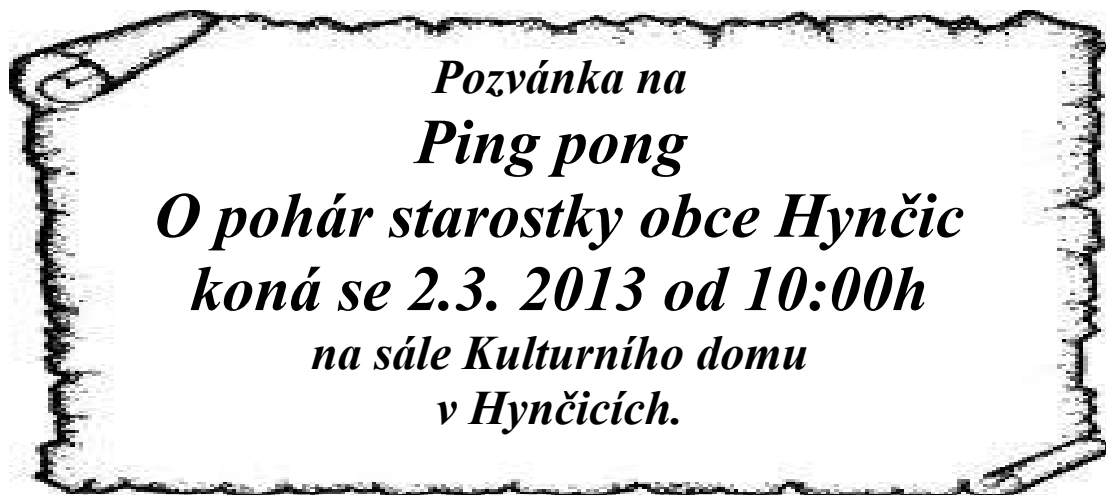 Pozvánka na
Ping pong
O pohár starostky obce Hynčic
koná se 2.3. 2013 od 10:00h
na sále Kulturního domu
v Hynčicích.